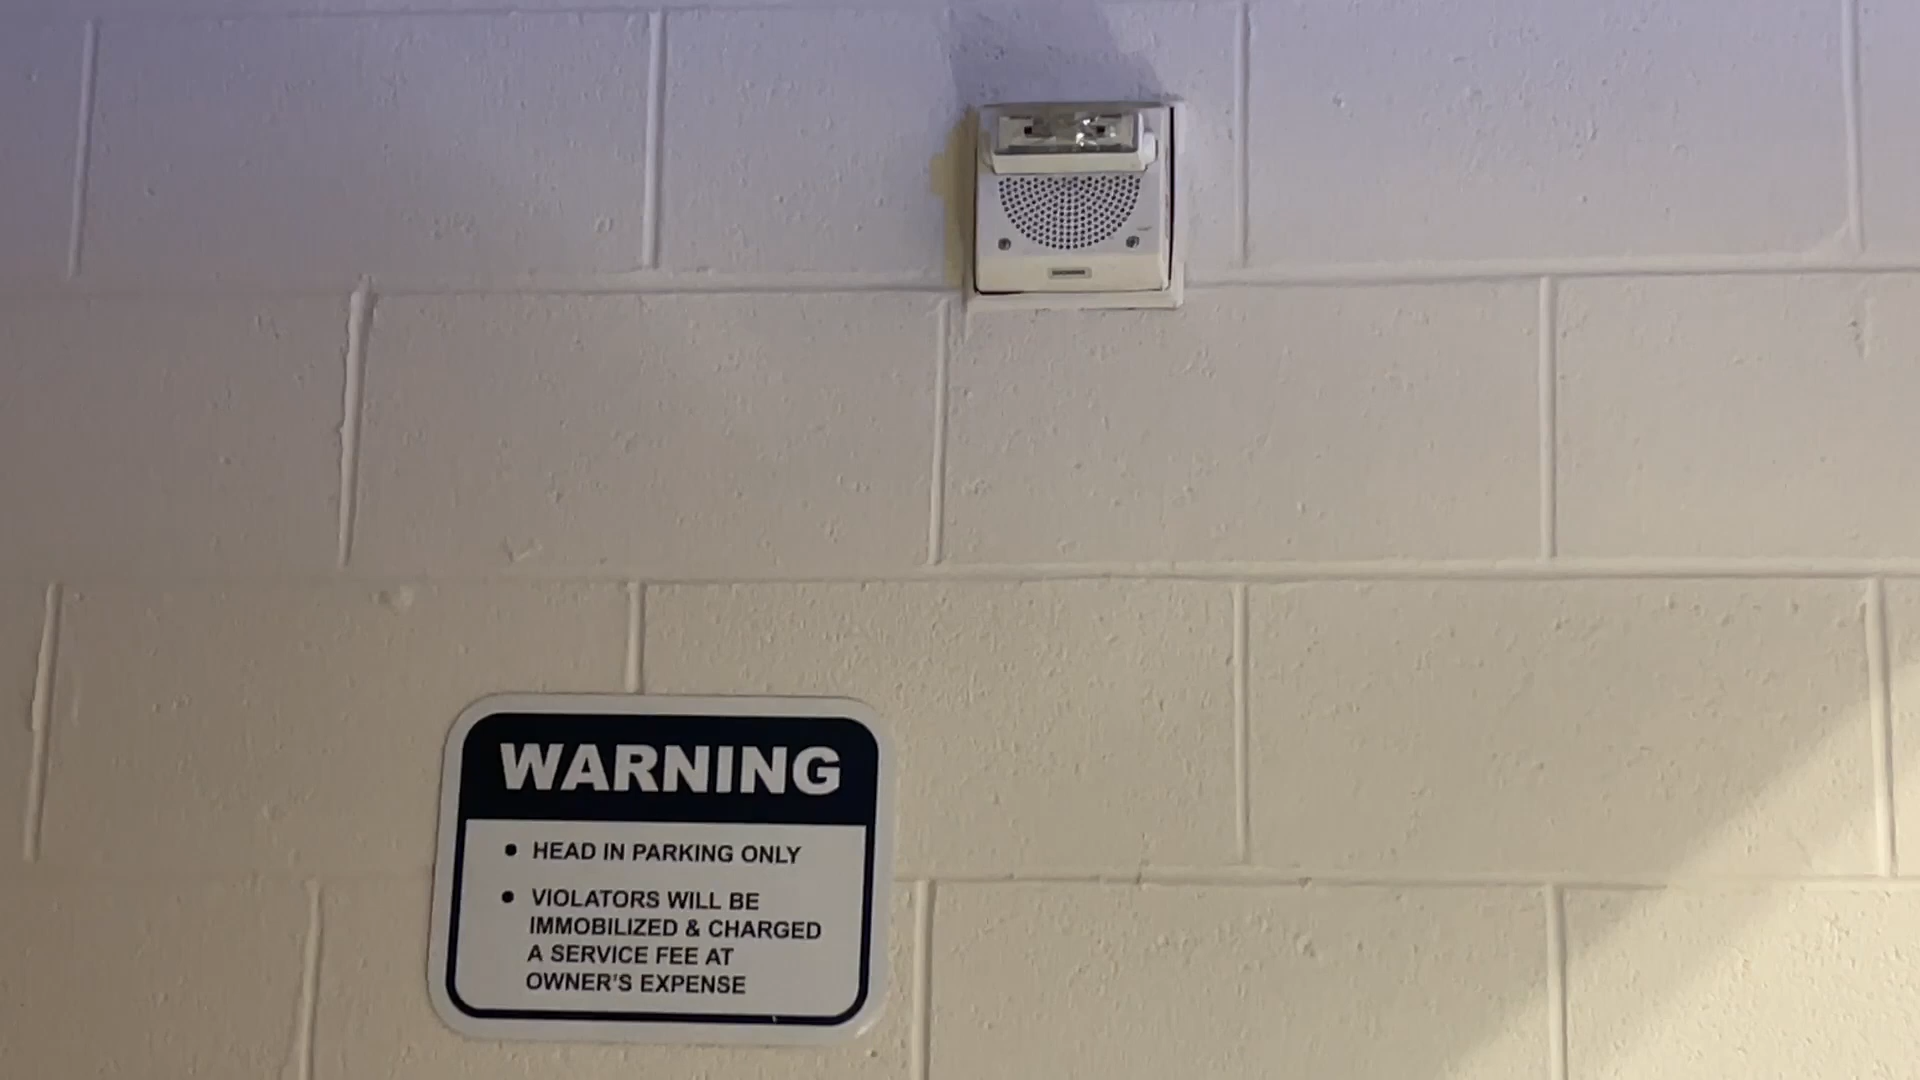 WARNING
• HEAD IN PARKING ONLY
• VIOLATORS WILL BE
IMMOBILIZED & CHARGED
A SERVICE FEE AT
OWNER'S EXPENSE